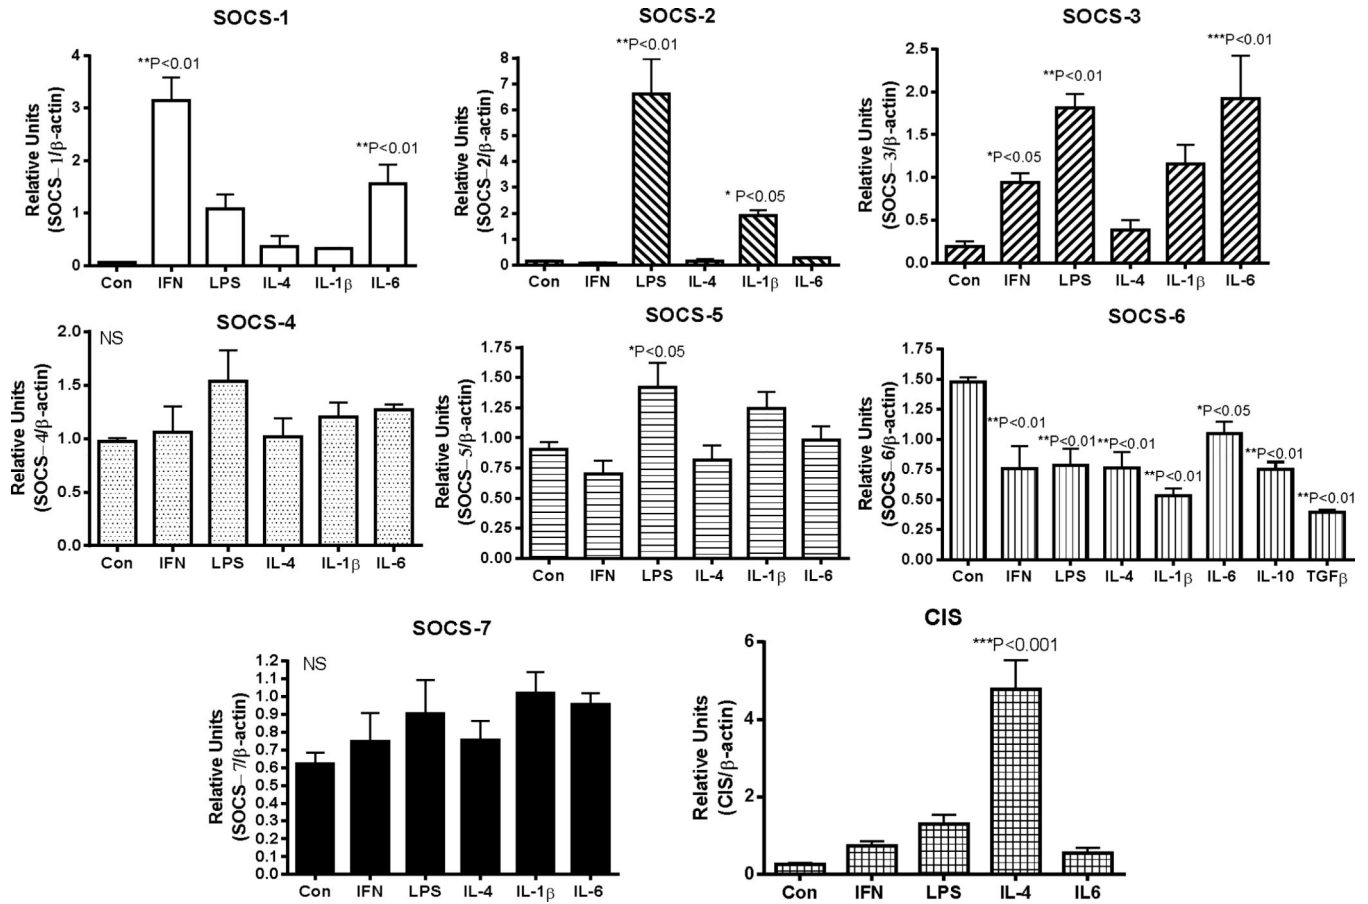 SOCS-1
Relative Units
(SOCS–1/β-actin)
4
3
2
1
0
**P<0.01
**P<0.01
Con IFN LPS IL-4 IL-1β IL-6
SOCS-2
Relative Units
(SOCS–2/β-actin)
8
7
6
5
4
3
2
1
0
**P<0.01
* P<0.05
Con IFN LPS IL-4 IL-1β IL-6
SOCS-3
Relative Units
(SOCS–3/β-actin)
2.5
2.0
1.5
1.0
0.5
0.0
*P<0.05
**P<0.01
***P<0.01
Con IFN LPS IL-4 IL-1β IL-6
SOCS-4
NS
Relative Units
(SOCS–4/β-actin)
2.0
1.5
1.0
0.5
0.0
Con IFN LPS IL-4 IL-1β IL-6
SOCS-5
Relative Units
(SOCS–5/β-actin)
1.75
1.50
1.25
1.00
0.75
0.50
0.25
0.00
*P<0.05
Con IFN LPS IL-4 IL-1β IL-6
SOCS-6
Relative Units
(SOCS–6/β-actin)
1.75
1.50
1.25
1.00
0.75
0.50
0.25
0.00
**P<0.01
**P<0.01
**P<0.01
**P<0.01
*P<0.05
**P<0.01
**P<0.01
Con IFN LPS IL-4 IL-1β IL-6 IL-10 TGFβ
SOCS-7
NS
Relative Units
(SOCS–7/β-actin)
1.2
1.1
1.0
0.9
0.8
0.7
0.6
0.5
0.4
0.3
0.2
0.1
0.0
Con IFN LPS IL-4 IL-1β IL-6
CIS
Relative Units
(CIS/β-actin)
6
4
2
0
***P<0.001
Con IFN LPS IL-4 IL6